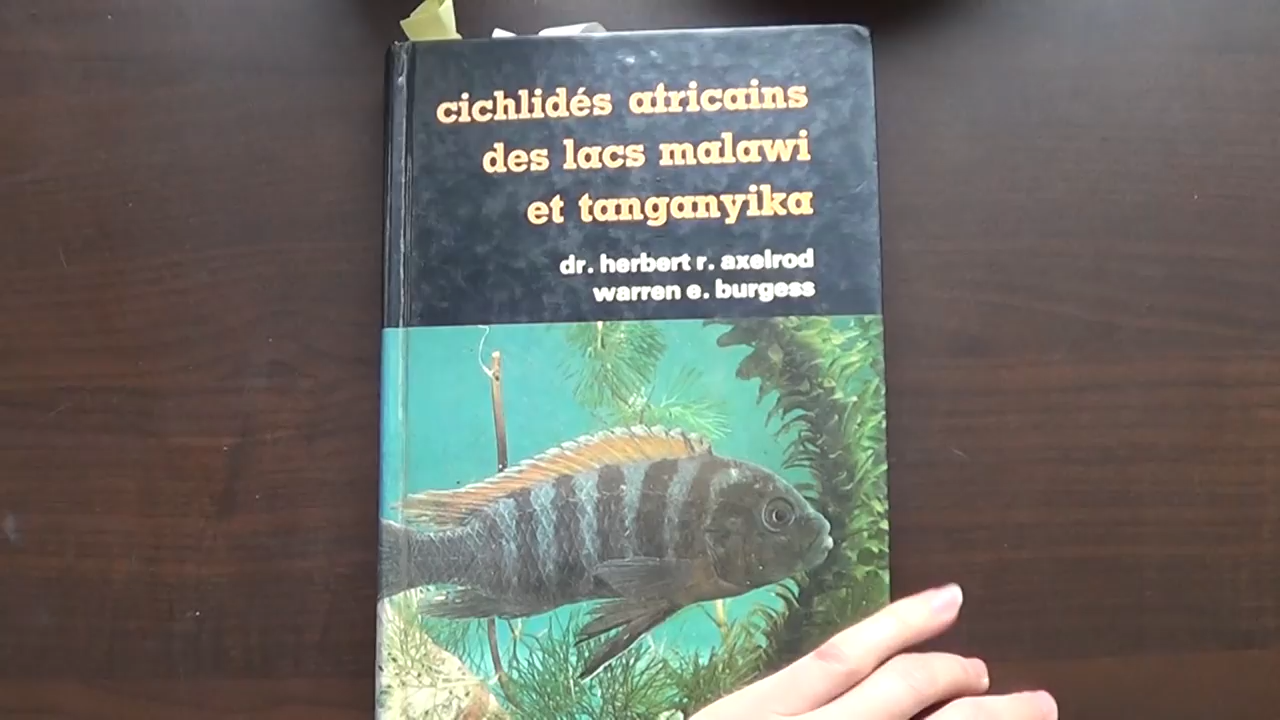 cichlidés africains
des lacs malawi
et tanganyika
dr. herbert r. axelrod
warren e. burgess